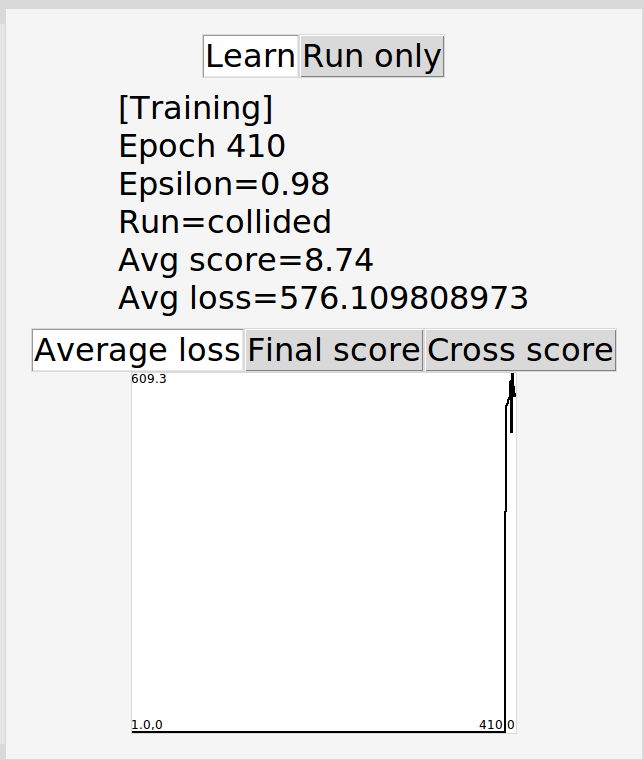 Learn Run only
[Training]
Epoch 410
Epsilon=0.98
Run=collided
Avg score=8.74
Avg loss=576.109808973
Average loss Final score Cross score
609.3
1.0,0 410.0